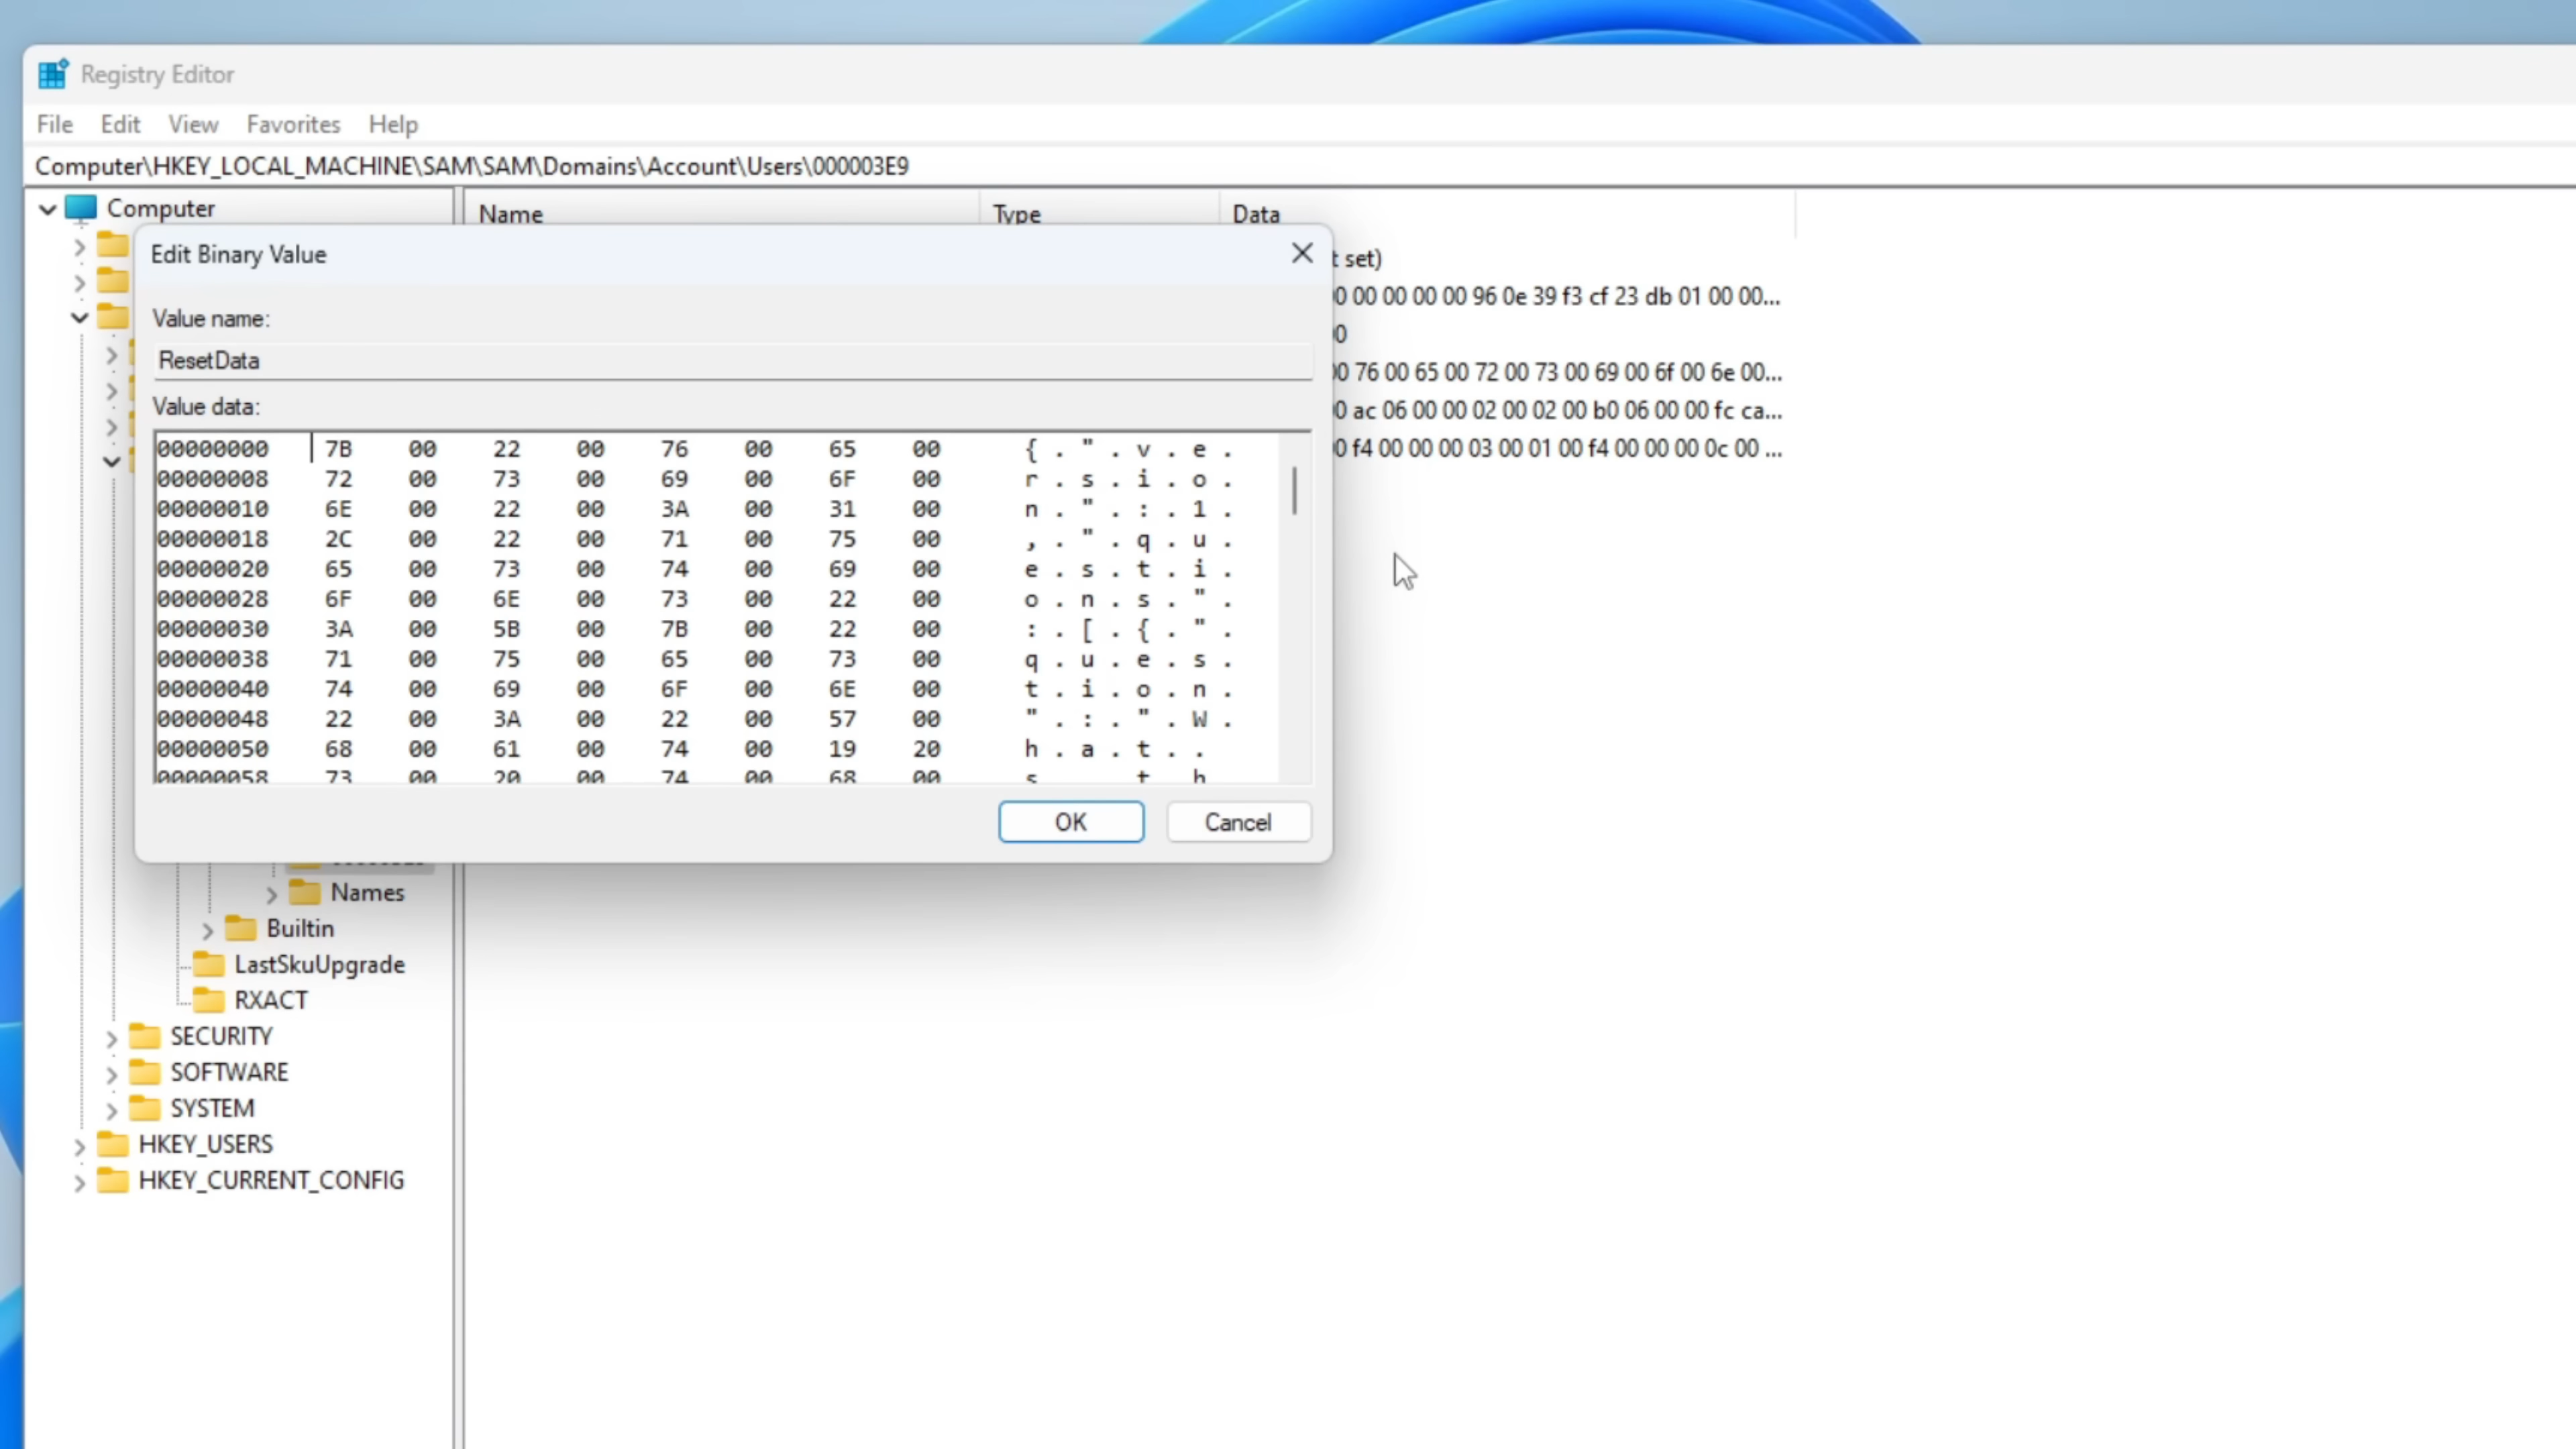 Registry Editor
File Edit View Favorites Help
Computer\HKEY_LOCAL_MACHINE\SAM\SAM\Domains\Account\Users\000003E9
Computer
Name Type Data
Edit Binary Value
t set)
0 00 00 00 00 96 0e 39 f3 cf 23 db 01 00 00...
Value name:
ResetData
00 76 00 65 00 72 00 73 00 69 00 6f 00 6e 00...
Value data:
0 ac 06 00 00 02 00 02 00 b0 06 00 00 fc ca...
0 f4 00 00 00 03 00 01 00 f4 00 00 00 0c 00 ...
00000000 7B 00 22 00 76 00 65 00 { . " . v . e .
00000008 72 00 73 00 69 00 6F 00 r . s . i . o .
00000010 6E 00 22 00 3A 00 31 00 n . " . : . 1 .
00000018 2C 00 22 00 71 00 75 00 , . " . q . u .
00000020 65 00 73 00 74 00 69 00 e . s . t . i .
00000028 6F 00 6E 00 73 00 22 00 o . n . s . " .
00000030 3A 00 5B 00 7B 00 22 00 : . [ . { . " .
00000038 71 00 75 00 65 00 73 00 q . u . e . s .
00000040 74 00 69 00 6F 00 6E 00 t . i . o . n .
00000048 22 00 3A 00 22 00 57 00 " . : . " . W .
00000050 68 00 61 00 74 00 19 20 h . a . t . .
00000058 73 00 20 00 74 00 68 00 s t h
OK Cancel
Names
Builtin
LastSkuUpgrade
RXACT
SECURITY
SOFTWARE
SYSTEM
HKEY_USERS
HKEY_CURRENT_CONFIG